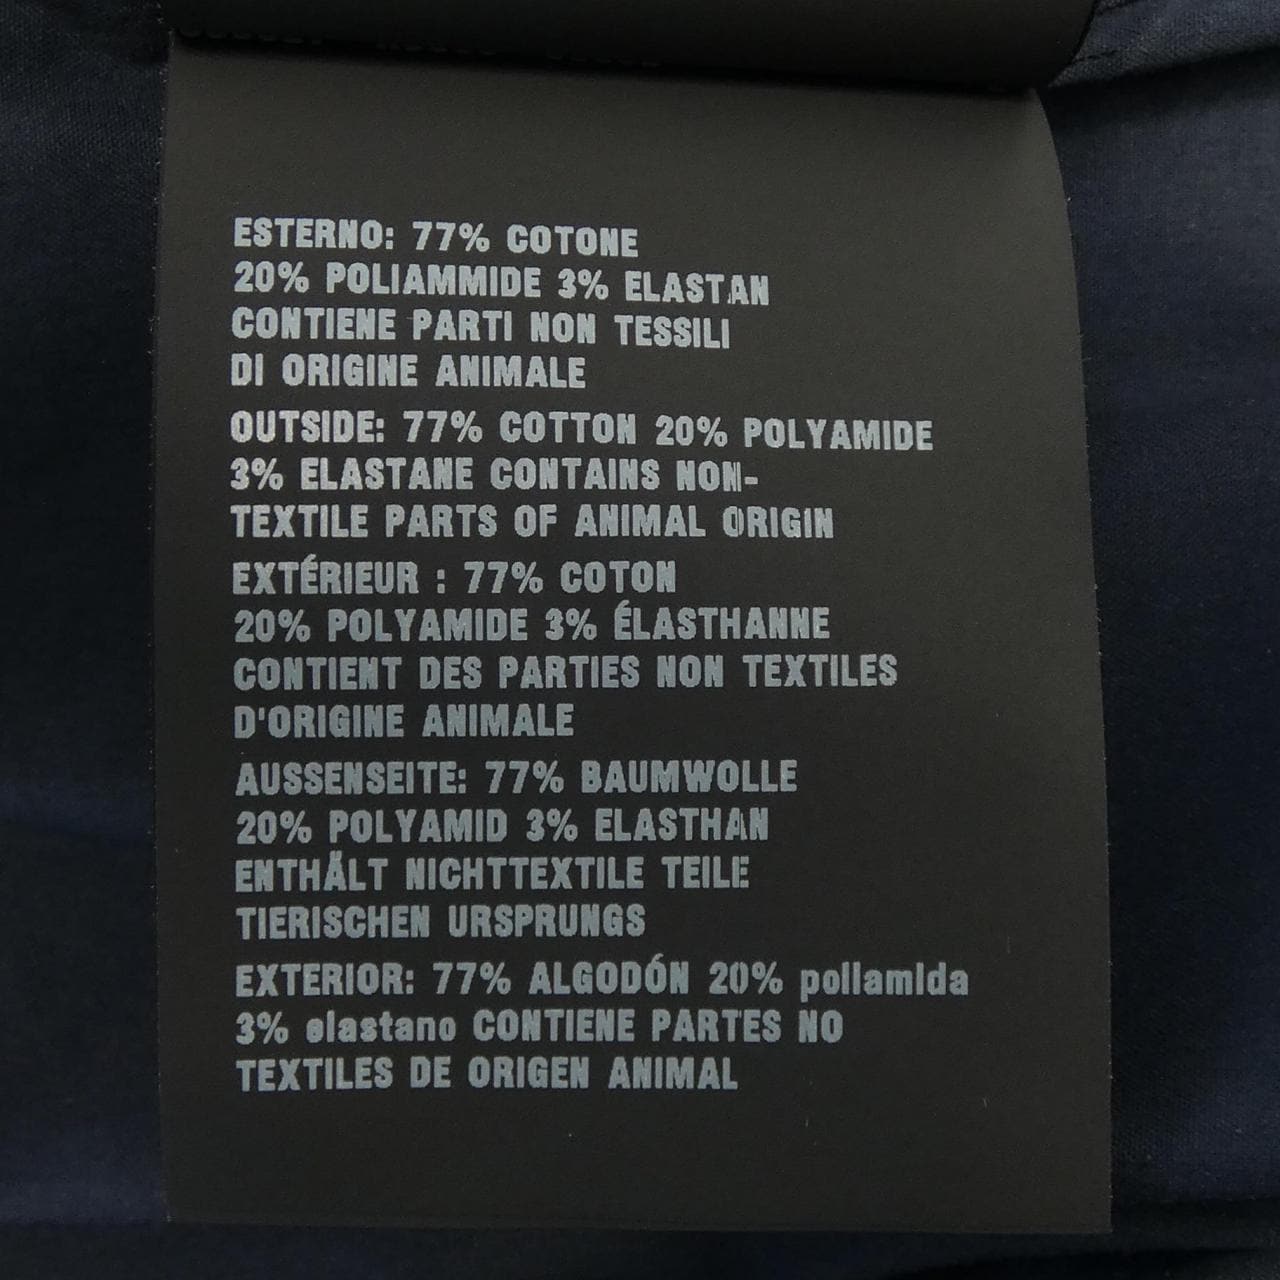 ESTERNO: 77% COTONE
20% POLIAMMIDE 3% ELASTAN
CONTIENE PARTI NON TESSILI
DI ORIGINE ANIMALE
OUTSIDE: 77% COTTON 20% POLYAMIDE
3% ELASTANE CONTAINS NON-
TEXTILE PARTS OF ANIMAL ORIGIN
EXTÉRIEUR : 77% COTON
20% POLYAMIDE 3% ÉLASTHANNE
CONTIENT DES PARTIES NON TEXTILES
D'ORIGINE ANIMALE
AUSSENSEITE: 77% BAUMWOLLE
20% POLYAMID 3% ELASTHAN
ENTHÄLT NICHTTEXTILE TEILE
TIERISCHEN URSPRUNGS
EXTERIOR: 77% ALGODÓN 20% poliamida
3% elastano CONTIENE PARTES NO
TEXTILES DE ORIGEN ANIMAL